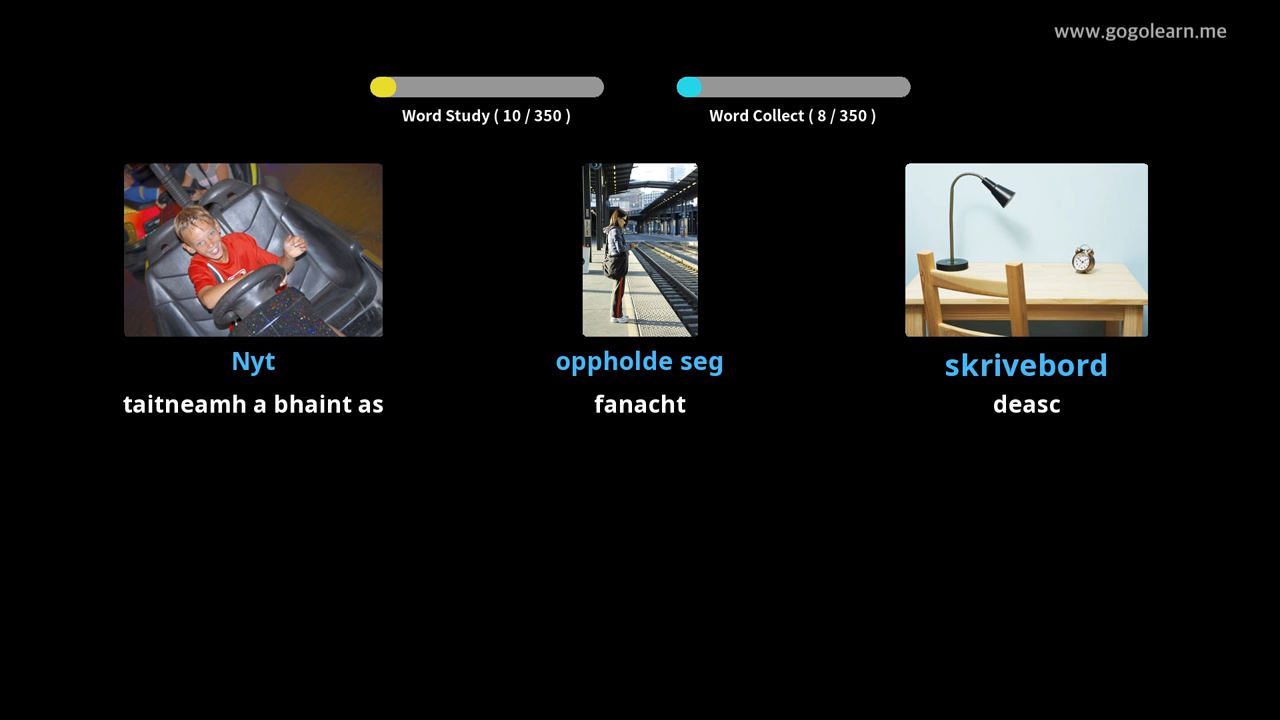 www.gogolearn.me
Word Study ( 10 / 350 )
Word Collect ( 8 / 350 )
Nyt
oppholde seg
skrivebord
taitneamh a bhaint as
fanacht
deasc